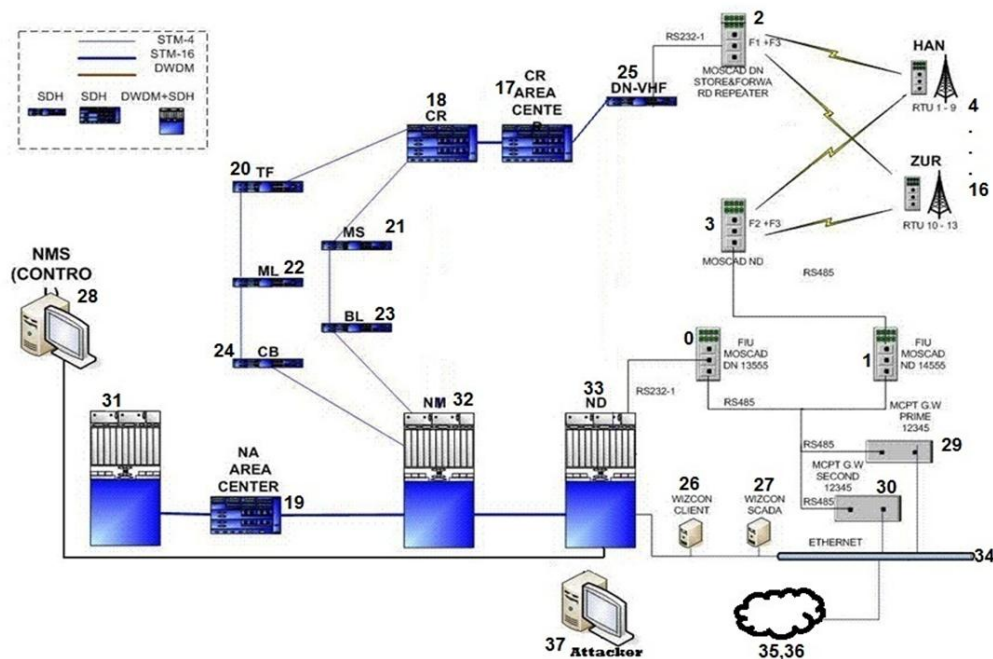 STM-4
STM-16
DWDM
SDH
SDH
DWDM+SDH
2
RS232-1
F1 +F3
MOSCAD DN
STORE&FORWA
RD REPEATER
HAN
RTU 1 - 9
4
.
.
.
16
ZUR
RTU 10 - 13
25
DN-VHF
17
CR
AREA
CENTE
R
18
CR
20
TF
21
MS
3
F2 +F3
MOSCAD ND
RS485
NMS
(CONTRO
L)
28
ML
22
BL
23
24
CB
0
FIU
MOSCAD
DN 13555
1
FIU
MOSCAD
ND 14555
RS232-1
RS485
MCPT G.W
PRIME
12345
RS485
29
MCPT G.W
SECOND
12345
RS485
30
31
NM
32
33
ND
NA
AREA
CENTER
19
26
WIZCON
CLIENT
27
WIZCON
SCADA
ETHERNET
34
37
Attacker
35,36